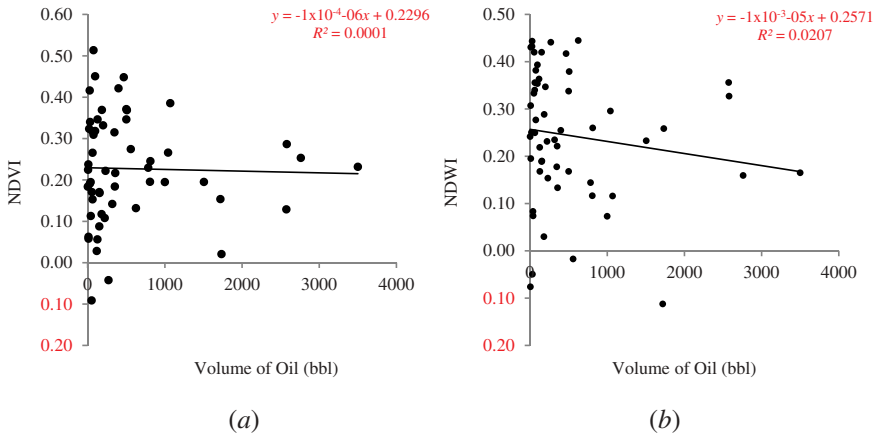 y = -1x10-4-06x + 0.2296
R² = 0.0001
0.60
0.50
0.40
0.30
0.20
0.10
0.00
0.10
0.20
NDVI
0 1000 2000 3000 4000
Volume of Oil (bbl)
(a)
y = -1x10-3-05x + 0.2571
R² = 0.0207
0.50
0.40
0.30
0.20
0.10
0.00
0.10
0.20
NDWI
0 1000 2000 3000 4000
Volume of Oil (bbl)
(b)